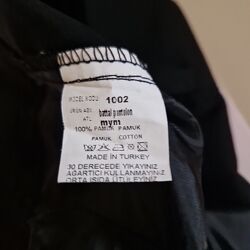 MODEL KODU: 1002
ÜRÜN ADI: battal pantolon
ATL: mym
100% PAMUK PAMUK
PAMUK COTTON
MADE IN TURKEY
30 DERECEDE YIKAYINIZ
AĞARTICI KULLANMAYINIZ
ORTA ISIDA ÜTÜLEYİNİZ